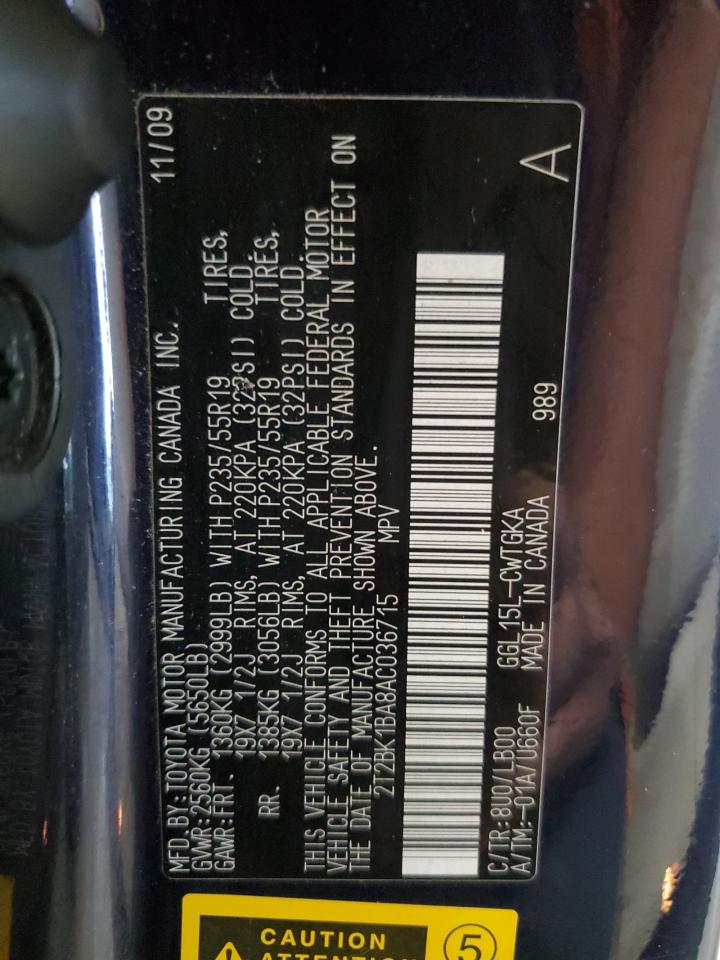 MFD. BY: TOYOTA MOTOR MANUFACTURING CANADA INC. 11/09
GVWR: 2560KG (5650LB)
GAWR: FRT. 1360KG (2999LB) WITH P235/55R19 TIRES,
19X7 1/2J RIMS, AT 220KPA (32PSI) COLD.
RR. 1385KG (3056LB) WITH P235/55R19 TIRES,
19X7 1/2J RIMS, AT 220KPA (32PSI) COLD.
THIS VEHICLE CONFORMS TO ALL APPLICABLE FEDERAL MOTOR
VEHICLE SAFETY AND THEFT PREVENTION STANDARDS IN EFFECT ON
THE DATE OF MANUFACTURE SHOWN ABOVE.
2T2BK1BA8AC036715 MPV
C/TR: 8U0/LB00 GGL15L-CWTGKA
A/TM: -01A/U660F MADE IN CANADA 989 A
CAUTION
ATTENTION
5